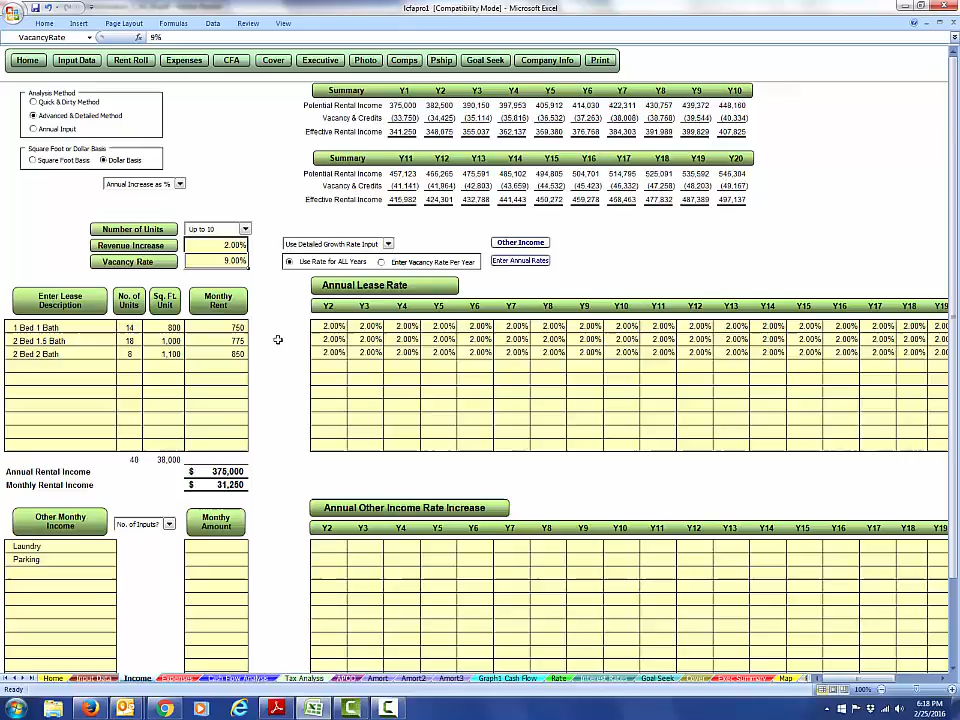 lcfapro1 [Compatibility Mode] - Microsoft Excel
Home Insert Page Layout Formulas Data Review View
VacancyRate fx 9%
Home Input Data Rent Roll Expenses CFA Cover Executive Photo Comps Pship Goal Seek Company Info Print
Analysis Method
Quick & Dirty Method
Advanced & Detailed Method
Annual Input
Square Foot or Dollar Basis
Square Foot Basis Dollar Basis
Annual Increase as %
Summary Y1 Y2 Y3 Y4 Y5 Y6 Y7 Y8 Y9 Y10
Potential Rental Income 375,000 382,500 390,150 397,953 405,912 414,030 422,311 430,757 439,372 448,160
Vacancy & Credits (33,750) (34,425) (35,114) (35,816) (36,532) (37,263) (38,008) (38,768) (39,544) (40,334)
Effective Rental Income 341,250 348,075 355,037 362,137 369,380 376,768 384,303 391,989 399,829 407,825
Summary Y11 Y12 Y13 Y14 Y15 Y16 Y17 Y18 Y19 Y20
Potential Rental Income 457,123 466,265 475,591 485,102 494,805 504,701 514,795 525,091 535,592 546,304
Vacancy & Credits (41,141) (41,964) (42,803) (43,659) (44,532) (45,423) (46,332) (47,258) (48,203) (49,167)
Effective Rental Income 415,982 424,301 432,788 441,443 450,272 459,278 468,463 477,832 487,389 497,137
Number of Units Up to 10
Revenue Increase 2.00%
Vacancy Rate 9.00%
Use Detailed Growth Rate Input Other Income
Use Rate for ALL Years Enter Vacancy Rate Per Year Enter Annual Rates
Enter Lease Description No. of Units Sq. Ft. Unit Monthly Rent
1 Bed 1 Bath 14 800 750
2 Bed 1.5 Bath 18 1,000 775
2 Bed 2 Bath 8 1,100 850
40 38,000
Annual Rental Income $ 375,000
Monthly Rental Income $ 31,250
Annual Lease Rate
Y2 Y3 Y4 Y5 Y6 Y7 Y8 Y9 Y10 Y11 Y12 Y13 Y14 Y15 Y16 Y17 Y18 Y19
2.00% 2.00% 2.00% 2.00% 2.00% 2.00% 2.00% 2.00% 2.00% 2.00% 2.00% 2.00% 2.00% 2.00% 2.00% 2.00% 2.00% 2.0
2.00% 2.00% 2.00% 2.00% 2.00% 2.00% 2.00% 2.00% 2.00% 2.00% 2.00% 2.00% 2.00% 2.00% 2.00% 2.00% 2.00% 2.0
2.00% 2.00% 2.00% 2.00% 2.00% 2.00% 2.00% 2.00% 2.00% 2.00% 2.00% 2.00% 2.00% 2.00% 2.00% 2.00% 2.00% 2.0
Other Monthy Income No. of Inputs? Monthy Amount
Laundry
Parking
Annual Other Income Rate Increase
Y2 Y3 Y4 Y5 Y6 Y7 Y8 Y9 Y10 Y11 Y12 Y13 Y14 Y15 Y16 Y17 Y18 Y19
Home Input Data Income Expenses Cash Flow Analysis Tax Analysis APOD Amort Amort2 Amort3 Graph1 Cash Flow Rate Interest Rates Goal Seek Cover Exec Summary Map
Ready 100%
6:18 PM
2/25/2016